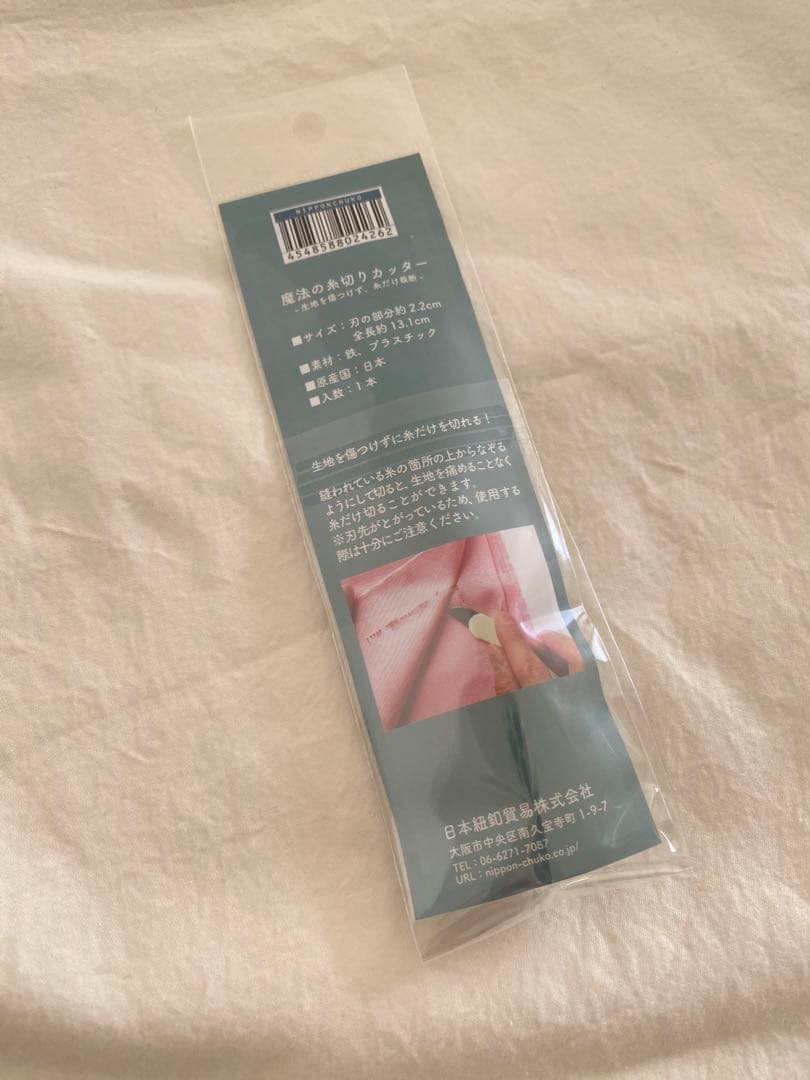 NIPPONCHUKO
4548588024262
魔法の糸切りカッター
- 生地を傷つけず、糸だけ裁断 -
■サイズ：刃の部分約 2.2cm
全長約 13.1cm
■素材：鉄、プラスチック
■原産国：日本
■入数：1 本
生地を傷つけずに糸だけを切れる！
縫われている糸の箇所の上からなぞる
ようにして切ると、生地を痛めることなく
糸だけ切ることができます。
※刃先がとがっているため、使用する
際は十分にご注意ください。
日本紐釦貿易株式会社
大阪市中央区南久宝寺町 1-9-7
TEL：06-6271-7087
URL：nippon-chuko.co.jp/